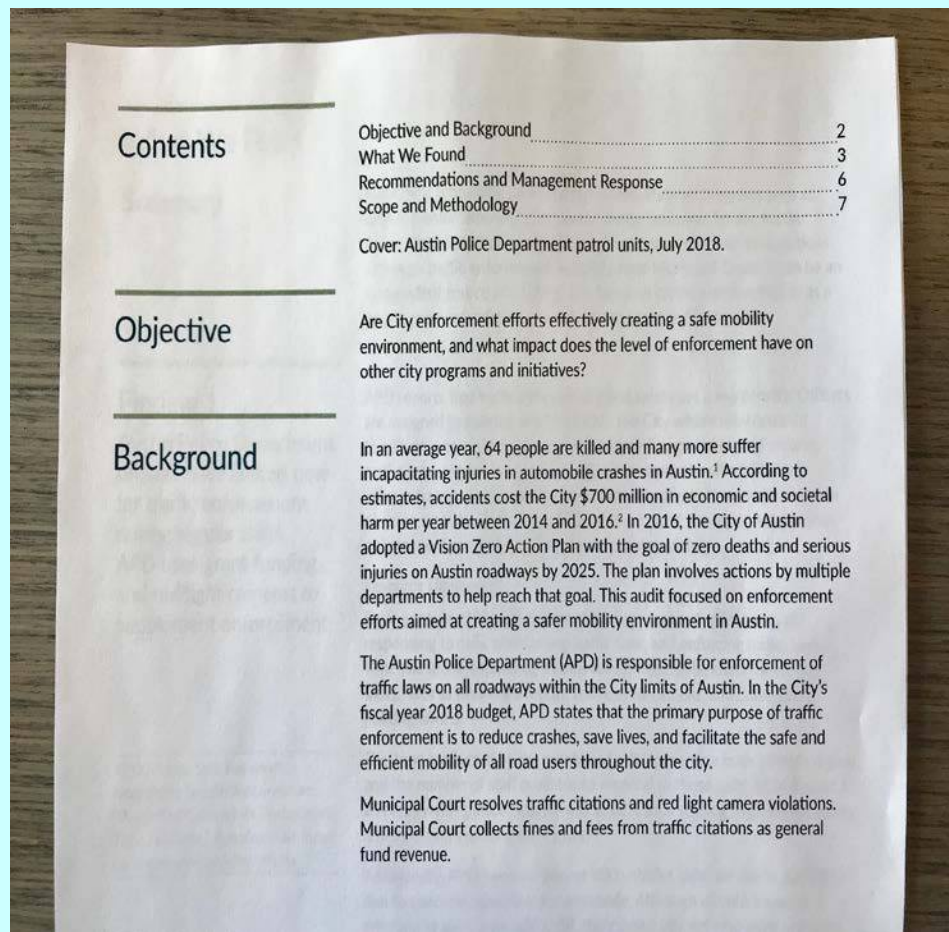 Contents
Objective and Background 2
What We Found 3
Recommendations and Management Response 6
Scope and Methodology 7
Cover: Austin Police Department patrol units, July 2018.
Objective
Are City enforcement efforts effectively creating a safe mobility
environment, and what impact does the level of enforcement have on
other city programs and initiatives?
Background
In an average year, 64 people are killed and many more suffer
incapacitating injuries in automobile crashes in Austin.¹ According to
estimates, accidents cost the City $700 million in economic and societal
harm per year between 2014 and 2016.² In 2016, the City of Austin
adopted a Vision Zero Action Plan with the goal of zero deaths and serious
injuries on Austin roadways by 2025. The plan involves actions by multiple
departments to help reach that goal. This audit focused on enforcement
efforts aimed at creating a safer mobility environment in Austin.
The Austin Police Department (APD) is responsible for enforcement of
traffic laws on all roadways within the City limits of Austin. In the City's
fiscal year 2018 budget, APD states that the primary purpose of traffic
enforcement is to reduce crashes, save lives, and facilitate the safe and
efficient mobility of all road users throughout the city.
Municipal Court resolves traffic citations and red light camera violations.
Municipal Court collects fines and fees from traffic citations as general
fund revenue.